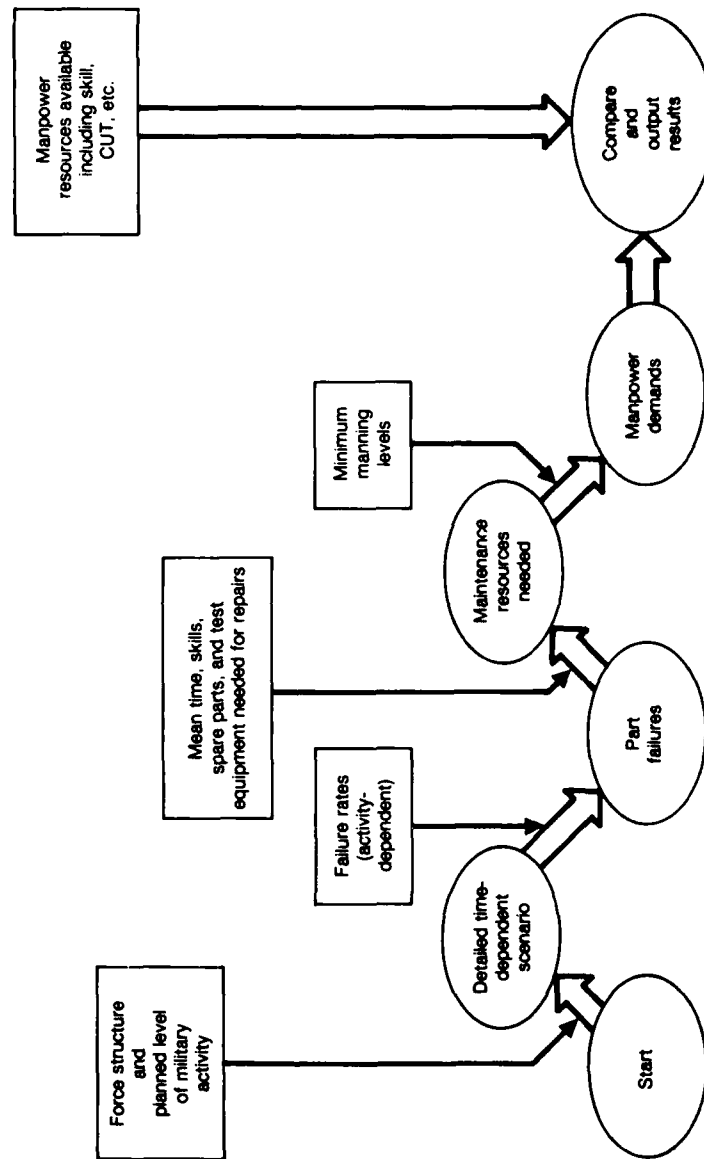 Force structure
and
planned level
of military
activity
Mean time, skills,
spare parts, and test
equipment needed for repairs
Manpower
resources available
including skill,
CUT, etc.
Failure rates
(activity-
dependent)
Minimum
manning
levels
Detailed time-
dependent
scenario
Maintenance
resources
needed
Start
Part
failures
Manpower
demands
Compare
and
output
results